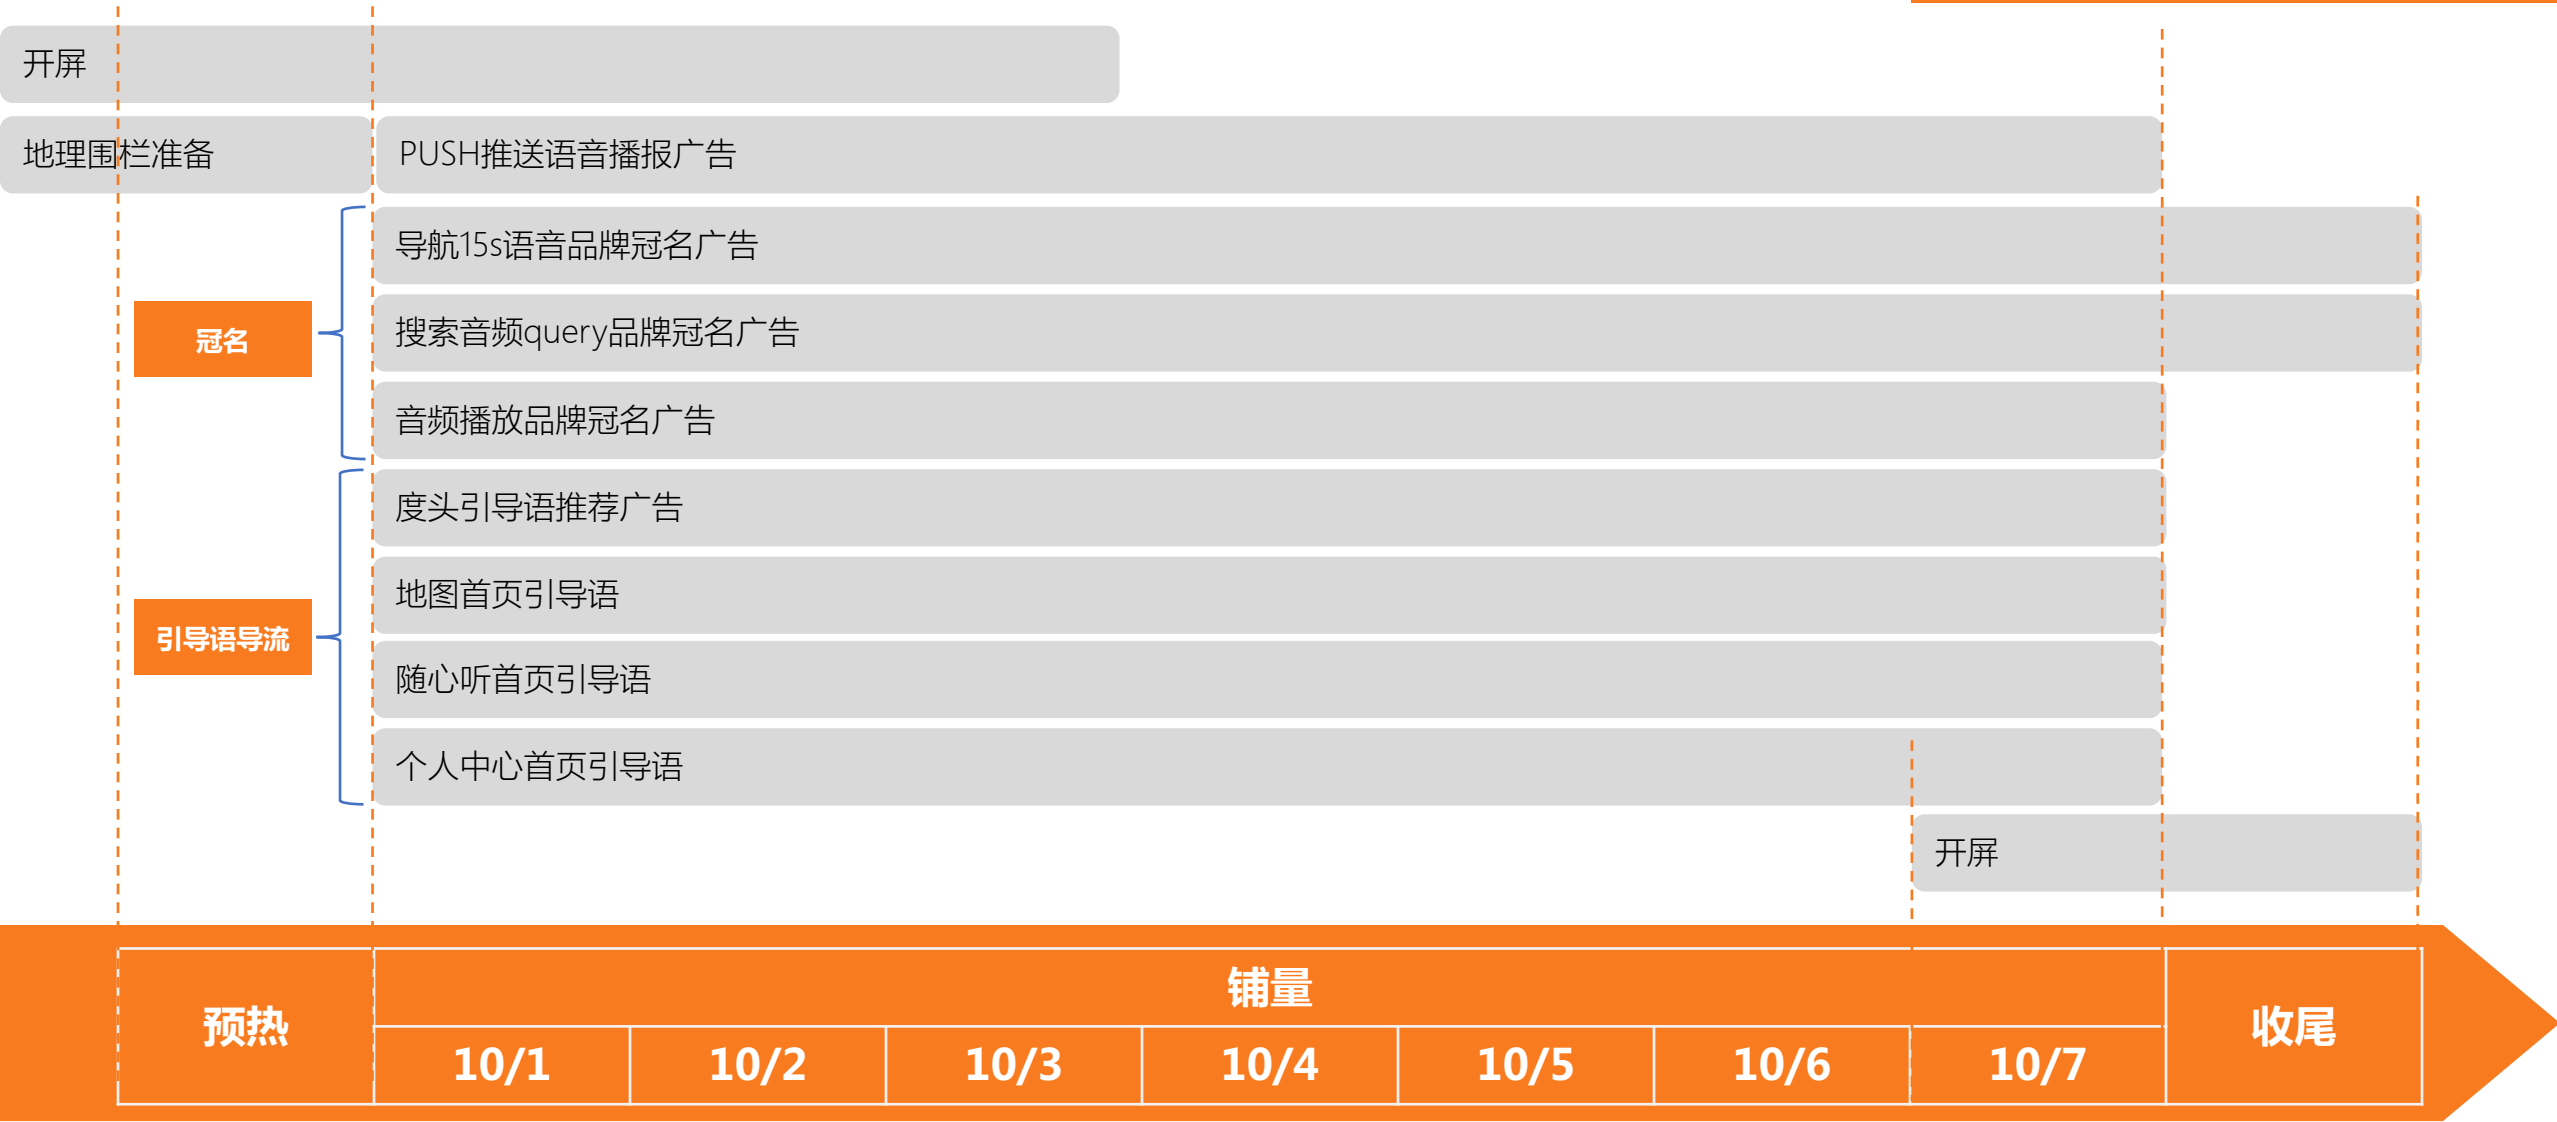 开屏
地理围栏准备
PUSH推送语音播报广告
导航15s语音品牌冠名广告
搜索音频query品牌冠名广告
冠名
音频播放品牌冠名广告
度头引导语推荐广告
地图首页引导语
引导语导流
随心听首页引导语
个人中心首页引导语
开屏
预热
铺量
收尾
10/1
10/2
10/3
10/4
10/5
10/6
10/7